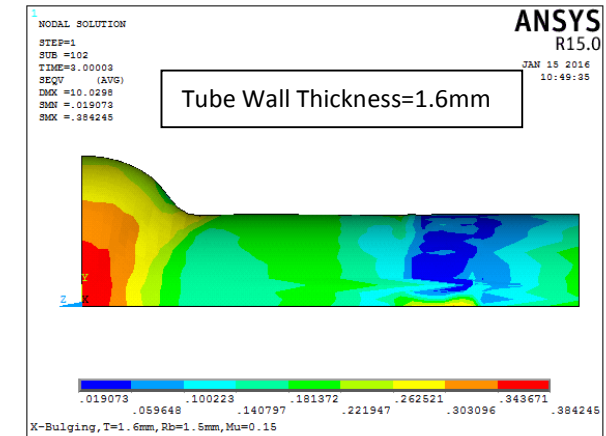 1
NODAL SOLUTION
STEP=1
SUB =102
TIME=3.00003
SEQV (AVG)
DMX =10.0298
SMN =.019073
SMX =.384245
ANSYS
R15.0
JAN 15 2016
10:49:35
Tube Wall Thickness=1.6mm
Y
Z X
.019073 .100223 .181372 .262521 .343671
.059648 .140797 .221947 .303096 .384245
X-Bulging,T=1.6mm,Rb=1.5mm,Mu=0.15